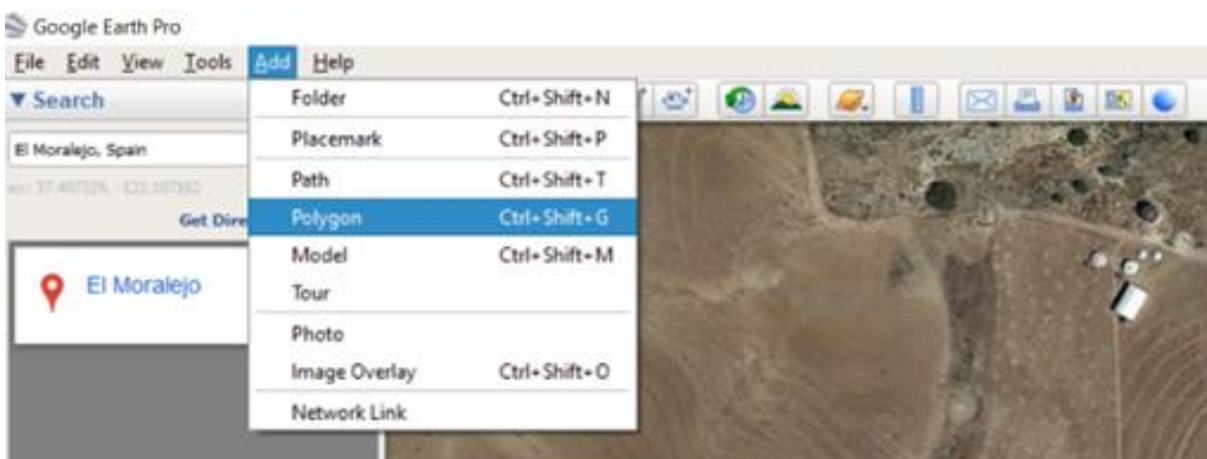 Google Earth Pro
File Edit View Tools Add Help
Search
El Moralejo, Spain
Get Dire
El Moralejo
Folder Ctrl+Shift+N
Placemark Ctrl+Shift+P
Path Ctrl+Shift+T
Polygon Ctrl+Shift+G
Model Ctrl+Shift+M
Tour
Photo
Image Overlay Ctrl+Shift+O
Network Link